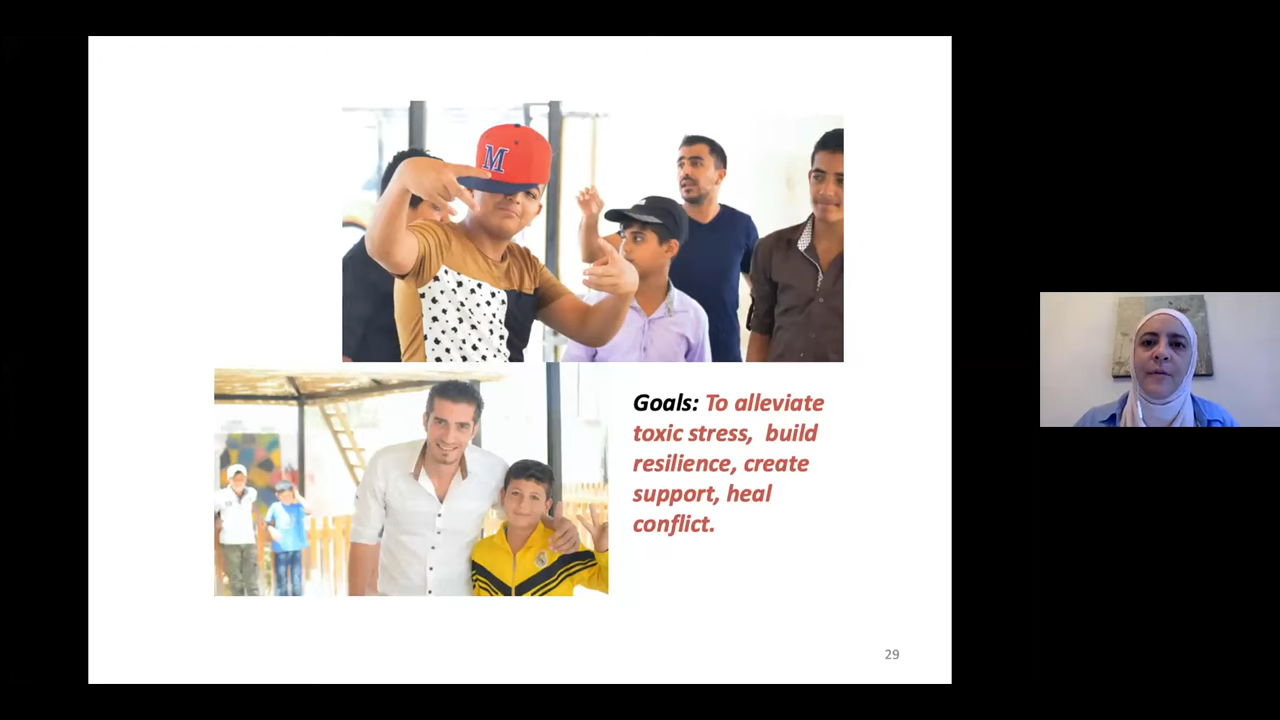 M
Goals: To alleviate
toxic stress,  build
resilience, create
support, heal
conflict.
29